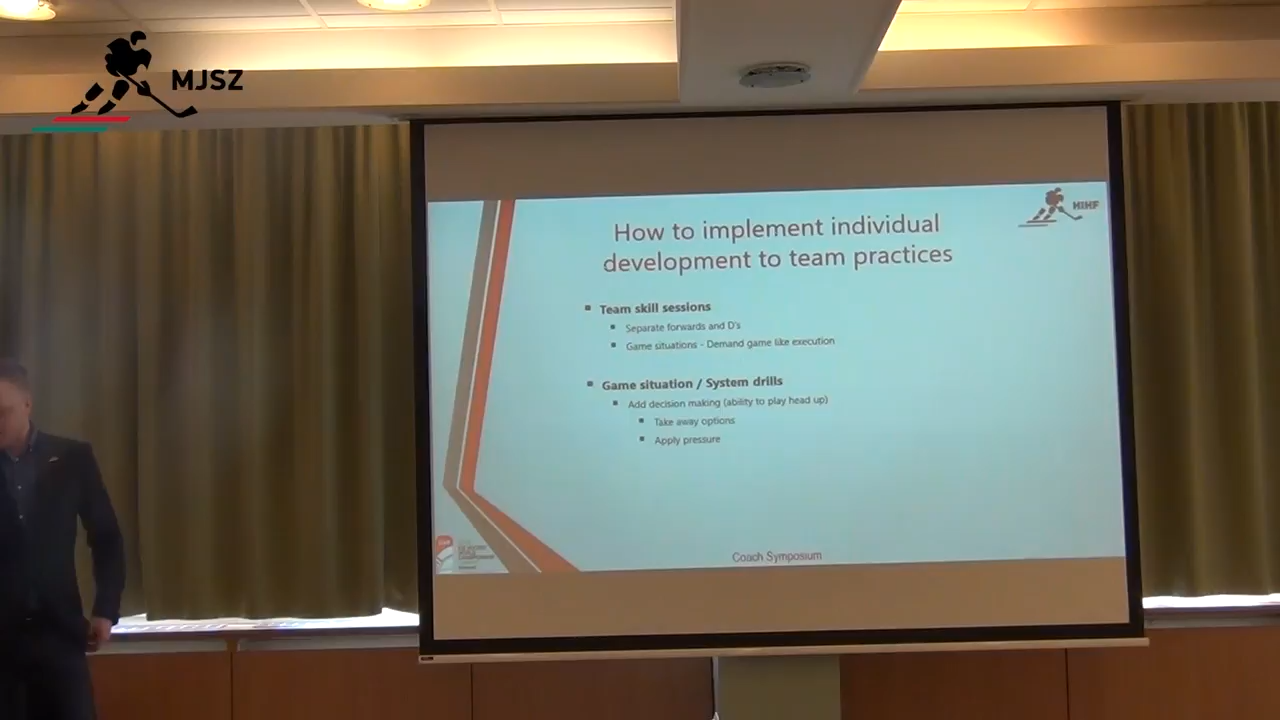 MJSZ
HIHF
How to implement individual
development to team practices
Team skill sessions
Separate forwards and D's
Game situations - Demand game like execution
Game situation / System drills
Add decision making (ability to play head up)
Take away options
Apply pressure
Coach Symposium